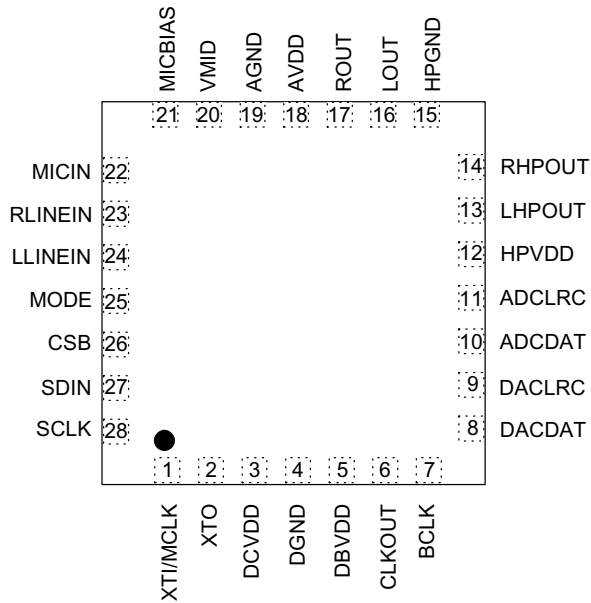 MICBIAS
VMID
AGND
AVDD
ROUT
LOUT
HPGND
21 20 19 18 17 16 15
MICIN 22
RLINEIN 23
LLINEIN 24
MODE 25
CSB 26
SDIN 27
SCLK 28
14 RHPOUT
13 LHPOUT
12 HPVDD
11 ADCLRC
10 ADCDAT
9 DACLRC
8 DACDAT
1 2 3 4 5 6 7
XTI/MCLK
XTO
DCVDD
DGND
DBVDD
CLKOUT
BCLK